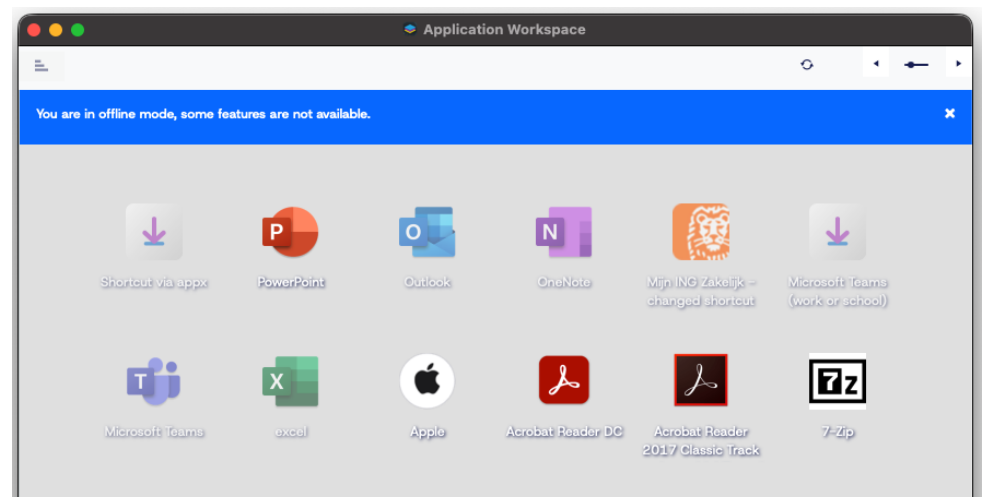 Application Workspace
You are in offline mode, some features are not available.
P
O
N
Shortcut via appx
PowerPoint
Outlook
OneNote
Mijn ING Zakelijk –
changed shortcut
Microsoft Teams
(work or school)
T
X
7z
Microsoft Teams
excel
Apple
Acrobat Reader DC
Acrobat Reader
2017 Classic Track
7-Zip